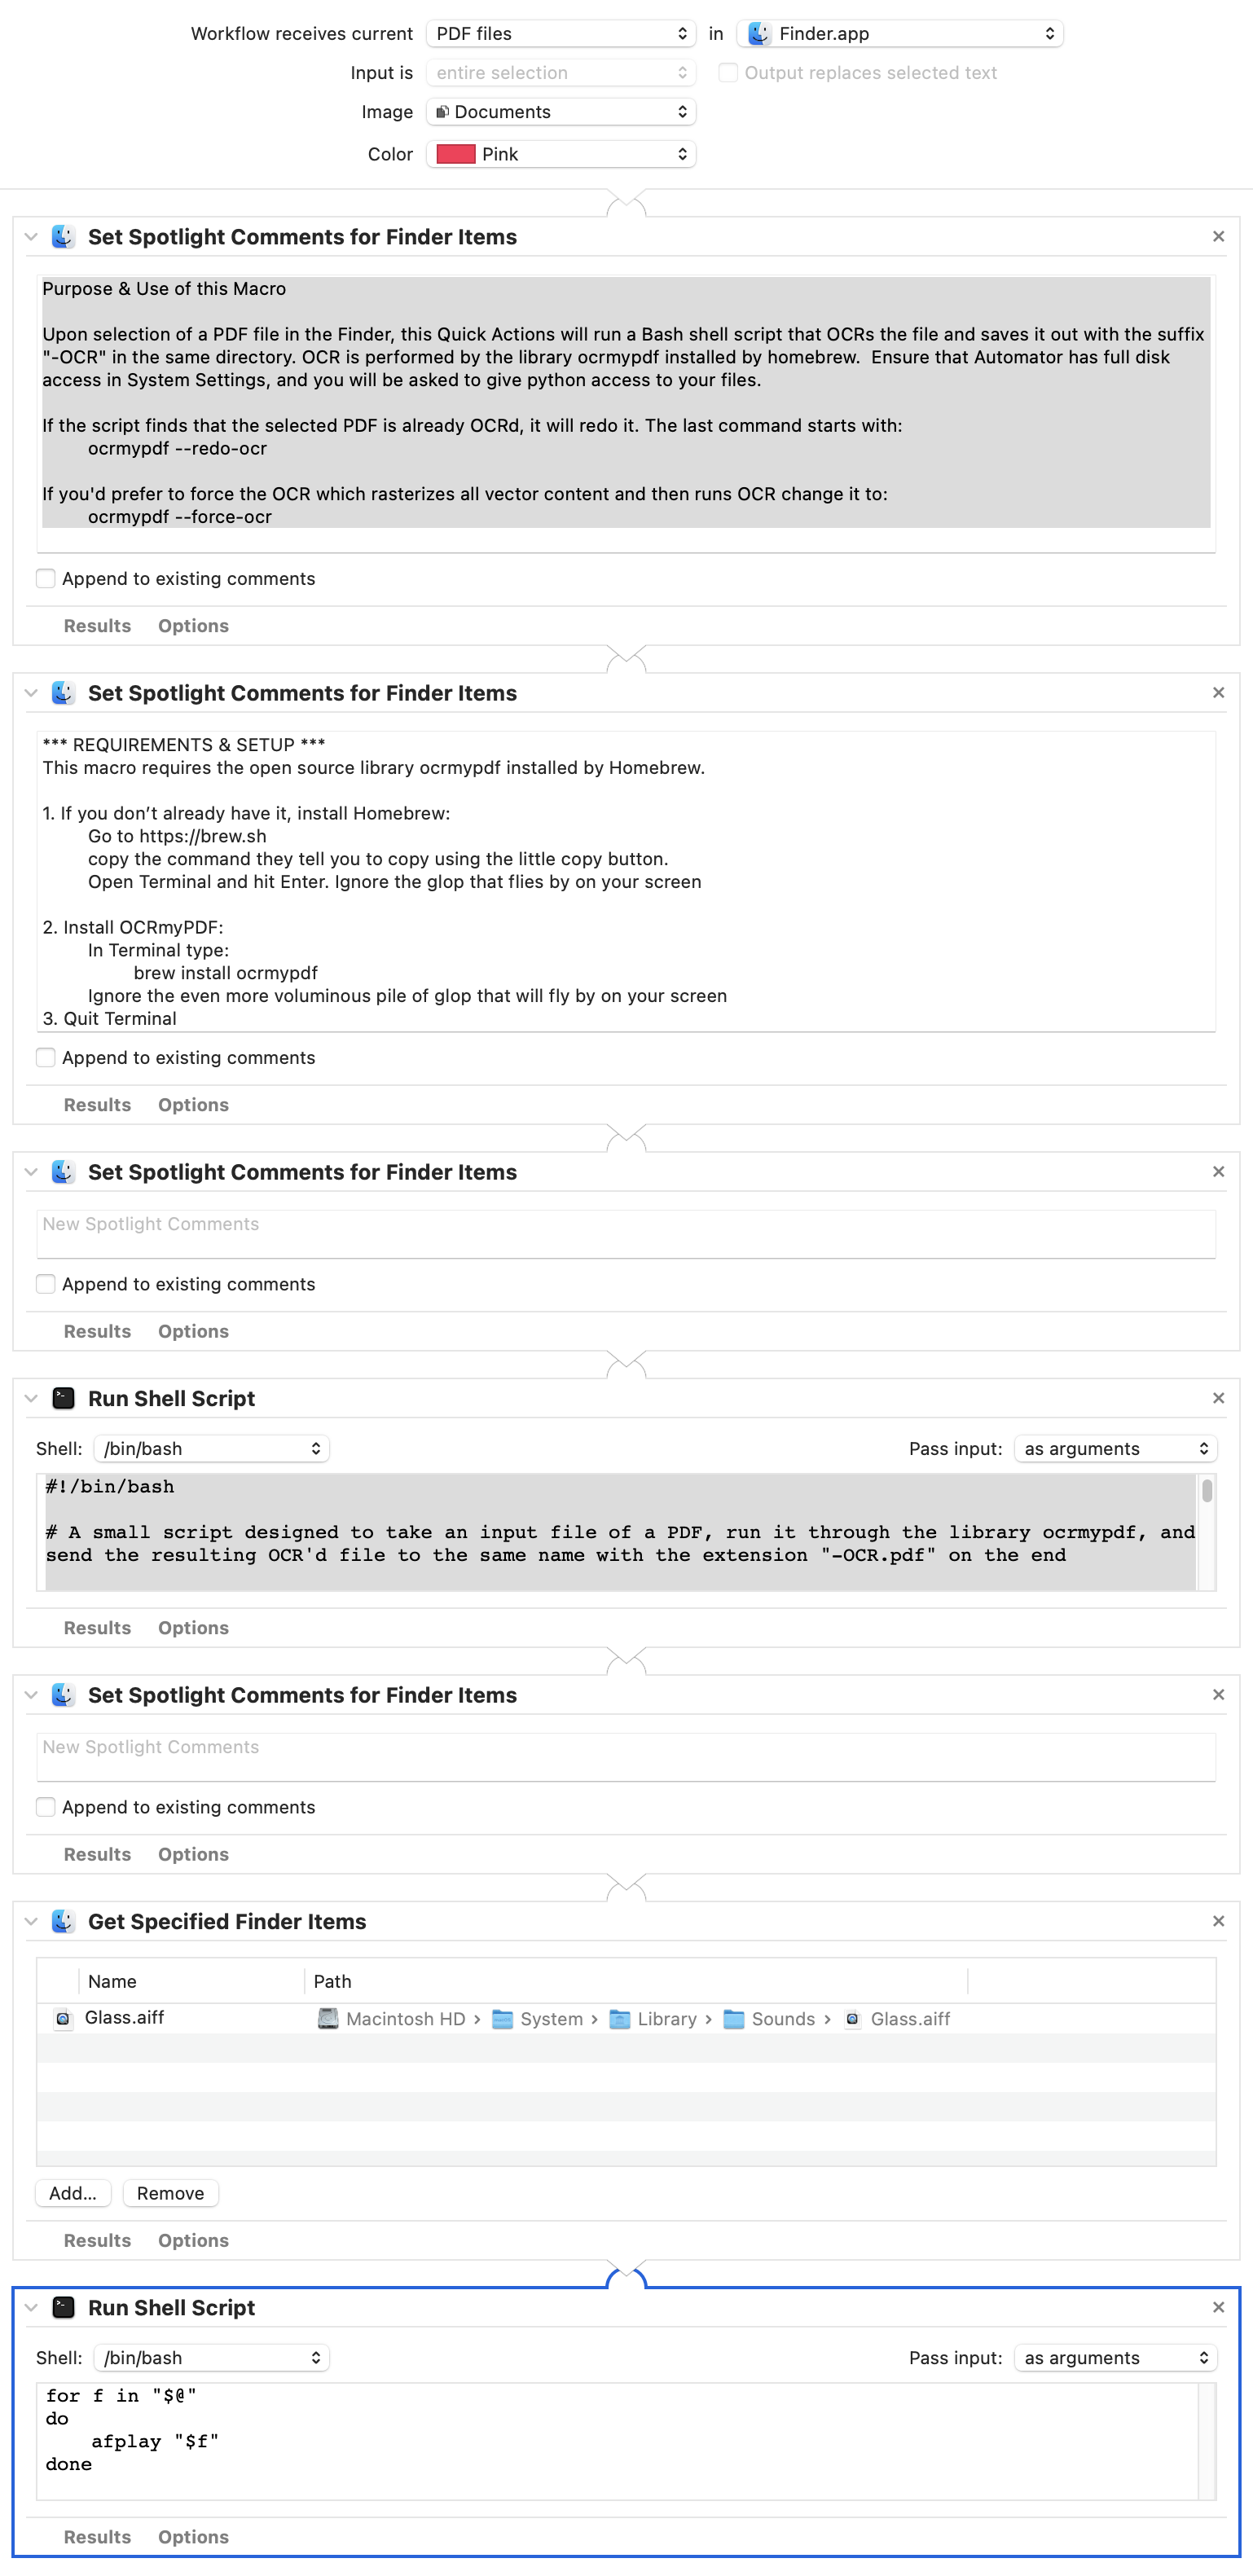 Workflow receives current PDF files in Finder.app
Input is entire selection Output replaces selected text
Image Documents
Color Pink
Set Spotlight Comments for Finder Items
Purpose & Use of this Macro
Upon selection of a PDF file in the Finder, this Quick Actions will run a Bash shell script that OCRs the file and saves it out with the suffix
"-OCR" in the same directory. OCR is performed by the library ocrmypdf installed by homebrew.  Ensure that Automator has full disk
access in System Settings, and you will be asked to give python access to your files.
If the script finds that the selected PDF is already OCRd, it will redo it. The last command starts with:
ocrmypdf --redo-ocr
If you'd prefer to force the OCR which rasterizes all vector content and then runs OCR change it to:
ocrmypdf --force-ocr
Append to existing comments
Results Options
Set Spotlight Comments for Finder Items
*** REQUIREMENTS & SETUP ***
This macro requires the open source library ocrmypdf installed by Homebrew.
1. If you don’t already have it, install Homebrew:
Go to https://brew.sh
copy the command they tell you to copy using the little copy button.
Open Terminal and hit Enter. Ignore the glop that flies by on your screen
2. Install OCRmyPDF:
In Terminal type:
brew install ocrmypdf
Ignore the even more voluminous pile of glop that will fly by on your screen
3. Quit Terminal
Append to existing comments
Results Options
Set Spotlight Comments for Finder Items
New Spotlight Comments
Append to existing comments
Results Options
Run Shell Script
Shell: /bin/bash Pass input: as arguments
#!/bin/bash
# A small script designed to take an input file of a PDF, run it through the library ocrmypdf, and
send the resulting OCR'd file to the same name with the extension "-OCR.pdf" on the end
Results Options
Set Spotlight Comments for Finder Items
New Spotlight Comments
Append to existing comments
Results Options
Get Specified Finder Items
Name Path
Glass.aiff Macintosh HD › System › Library › Sounds › Glass.aiff
Add... Remove
Results Options
Run Shell Script
Shell: /bin/bash Pass input: as arguments
for f in "$@"
do
afplay "$f"
done
Results Options